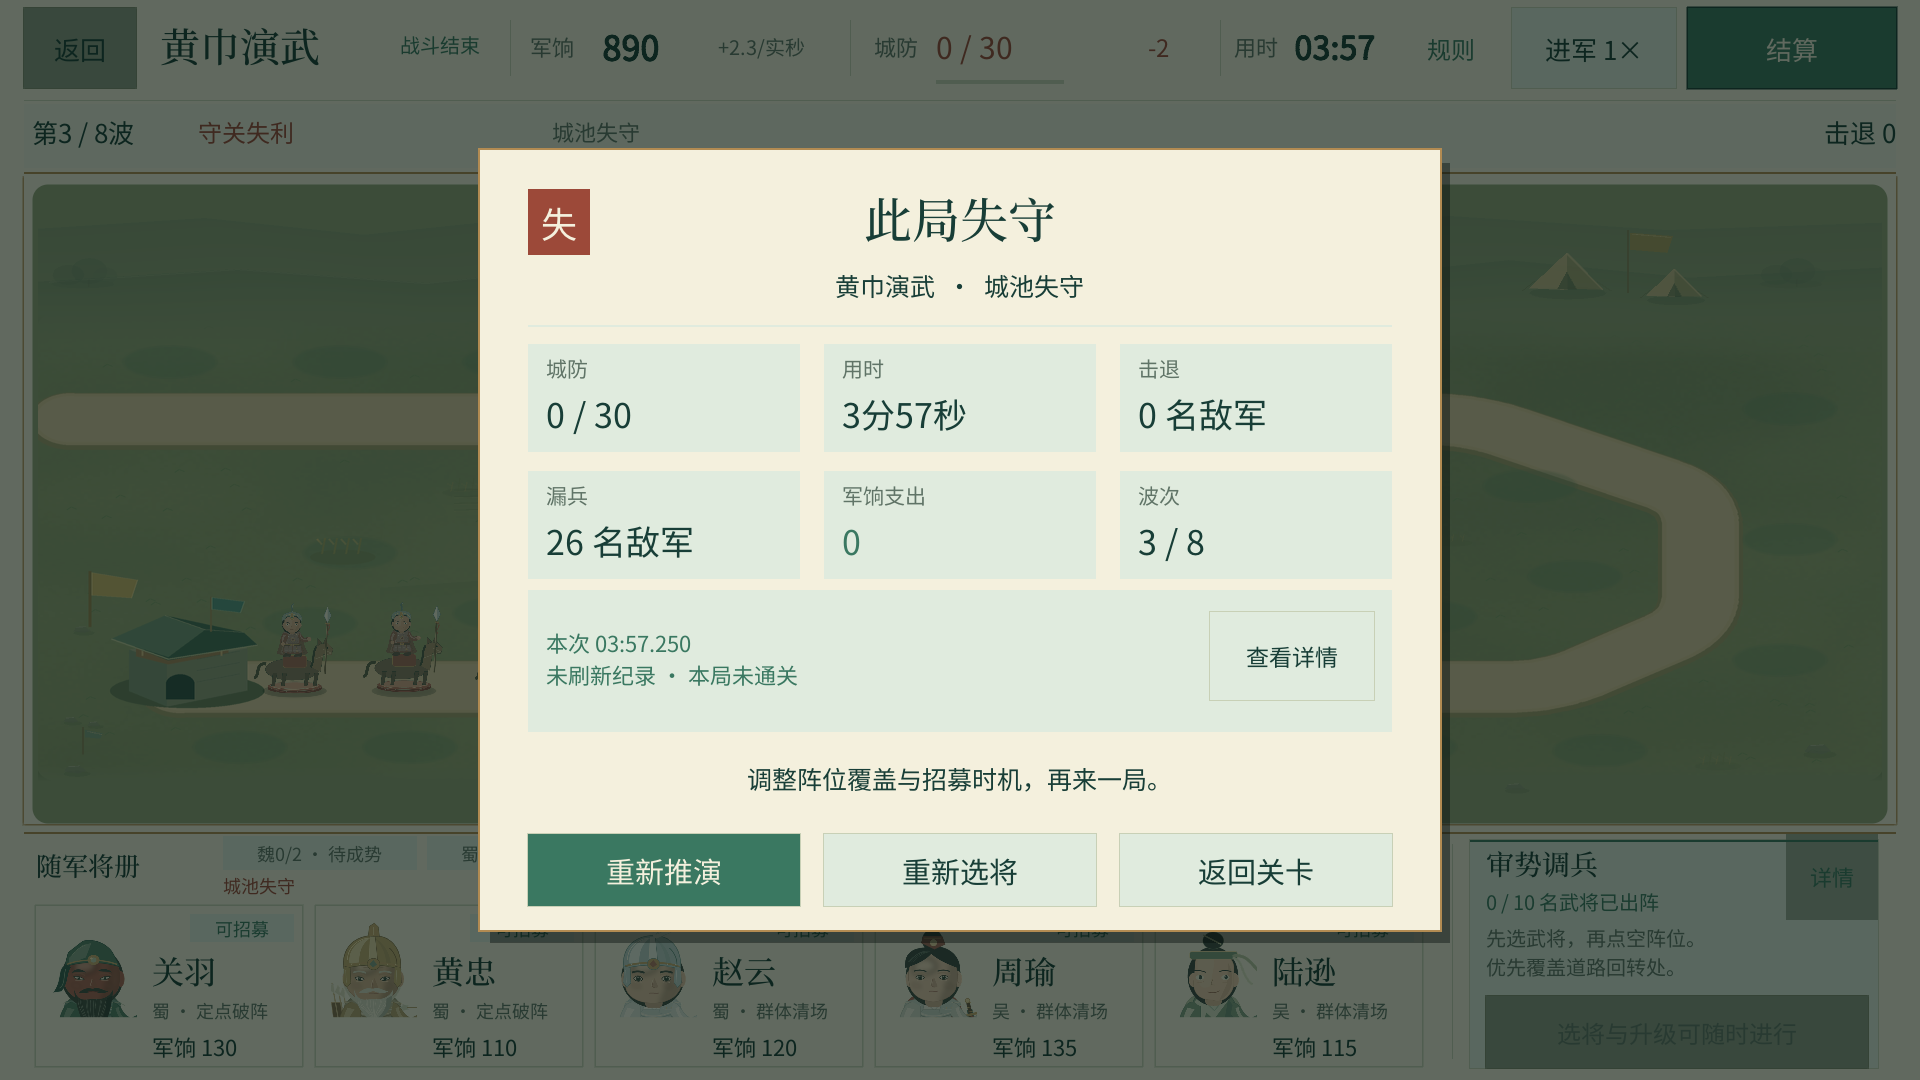 返回
黄巾演武
战斗结束
军饷 890
+2.3/实秒
城防 0 / 30
-2
用时 03:57
规则
进军 1×
结算
第3 / 8波
守关失利
城池失守
击退 0
失
此局失守
黄巾演武 · 城池失守
城防
0 / 30
用时
3分57秒
击退
0 名敌军
漏兵
26 名敌军
军饷支出
0
波次
3 / 8
本次 03:57.250
未刷新纪录 · 本局未通关
查看详情
调整阵位覆盖与招募时机，再来一局。
重新推演
重新选将
返回关卡
随军将册
魏0/2 · 待成势
蜀
城池失守
可招募
关羽
蜀 · 定点破阵
军饷 130
可招募
黄忠
蜀 · 定点破阵
军饷 110
可招募
赵云
蜀 · 群体清场
军饷 120
可招募
周瑜
吴 · 群体清场
军饷 135
可招募
陆逊
吴 · 群体清场
军饷 115
审势调兵
详情
0 / 10 名武将已出阵
先选武将，再点空阵位。
优先覆盖道路回转处。
选将与升级可随时进行